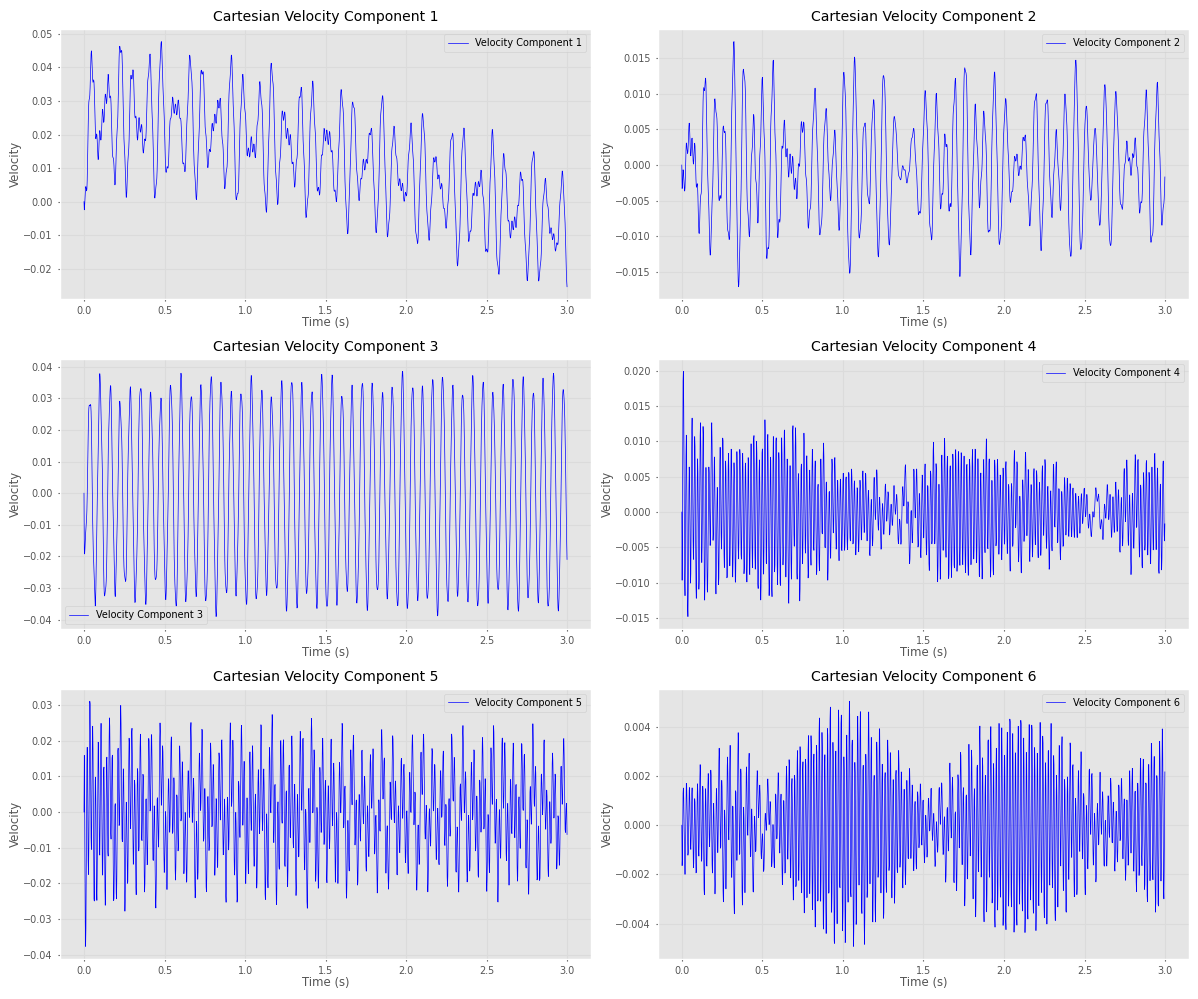 Cartesian Velocity Component 1
Velocity Component 1
0.05
0.04
0.03
0.02
0.01
0.00
−0.01
−0.02
Velocity
0.0 0.5 1.0 1.5 2.0 2.5 3.0
Time (s)
Cartesian Velocity Component 2
Velocity Component 2
0.015
0.010
0.005
0.000
−0.005
−0.010
−0.015
Velocity
0.0 0.5 1.0 1.5 2.0 2.5 3.0
Time (s)
Cartesian Velocity Component 3
0.04
0.03
0.02
0.01
0.00
−0.01
−0.02
−0.03
−0.04
Velocity
Velocity Component 3
0.0 0.5 1.0 1.5 2.0 2.5 3.0
Time (s)
Cartesian Velocity Component 4
Velocity Component 4
0.020
0.015
0.010
0.005
0.000
−0.005
−0.010
−0.015
Velocity
0.0 0.5 1.0 1.5 2.0 2.5 3.0
Time (s)
Cartesian Velocity Component 5
Velocity Component 5
0.03
0.02
0.01
0.00
−0.01
−0.02
−0.03
−0.04
Velocity
0.0 0.5 1.0 1.5 2.0 2.5 3.0
Time (s)
Cartesian Velocity Component 6
Velocity Component 6
0.004
0.002
0.000
−0.002
−0.004
Velocity
0.0 0.5 1.0 1.5 2.0 2.5 3.0
Time (s)